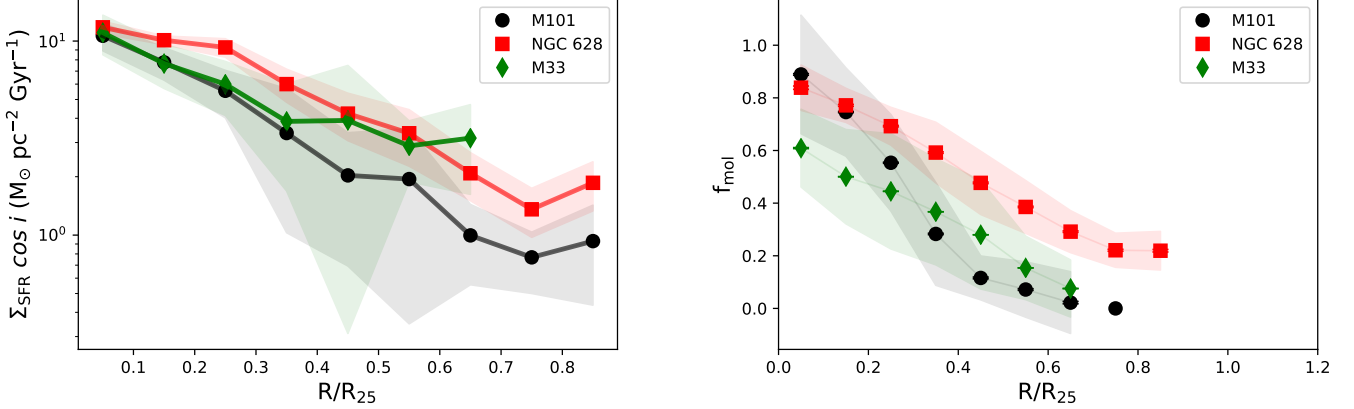 M101
NGC 628
M33
10¹
10⁰
Σ_SFR cos i (M_⊙ pc⁻² Gyr⁻¹)
0.1 0.2 0.3 0.4 0.5 0.6 0.7 0.8
R/R₂₅
M101
NGC 628
M33
1.0
0.8
0.6
0.4
0.2
0.0
f_mol
0.0 0.2 0.4 0.6 0.8 1.0 1.2
R/R₂₅